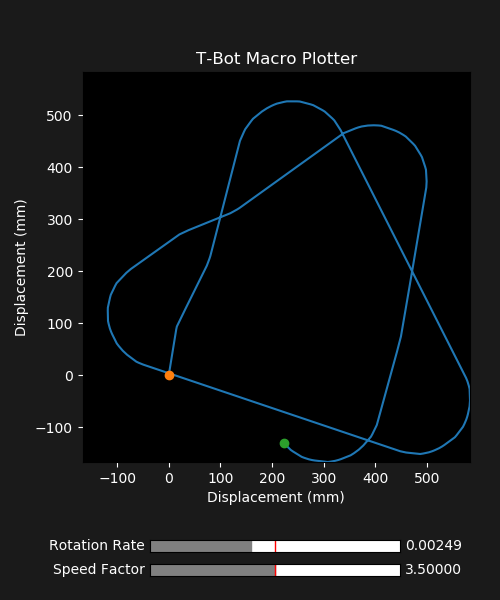 T-Bot Macro Plotter
500
400
300
200
100
0
−100
Displacement (mm)
−100 0 100 200 300 400 500
Displacement (mm)
Rotation Rate 0.00249
Speed Factor 3.50000